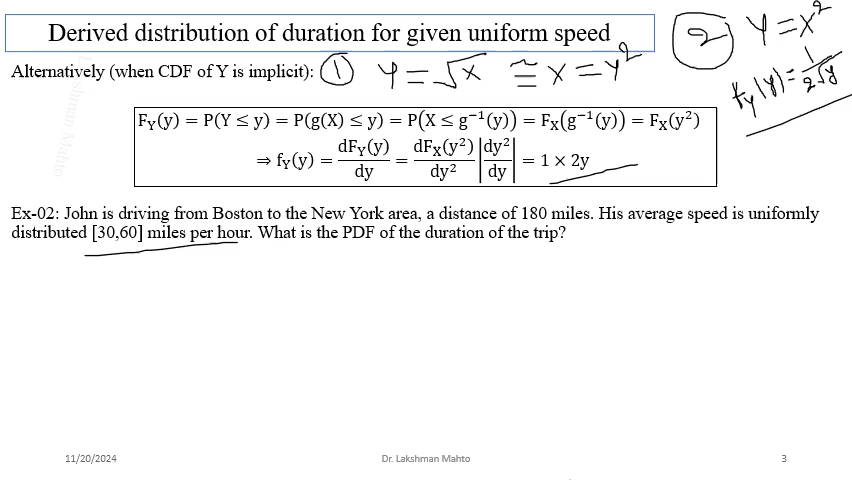 Derived distribution of duration for given uniform speed
② Y = X²
f_Y(y) = 1/(2√y)
Alternatively (when CDF of Y is implicit): ① Y = √X ≅ X = Y²
F_Y(y) = P(Y ≤ y) = P(g(X) ≤ y) = P(X ≤ g⁻¹(y)) = F_X(g⁻¹(y)) = F_X(y²)
⇒ f_Y(y) = dF_Y(y)/dy = dF_X(y²)/dy² |dy²/dy| = 1 × 2y
Ex-02: John is driving from Boston to the New York area, a distance of 180 miles. His average speed is uniformly
distributed [30,60] miles per hour. What is the PDF of the duration of the trip?
Lakshman Mahto
11/20/2024
Dr. Lakshman Mahto
3